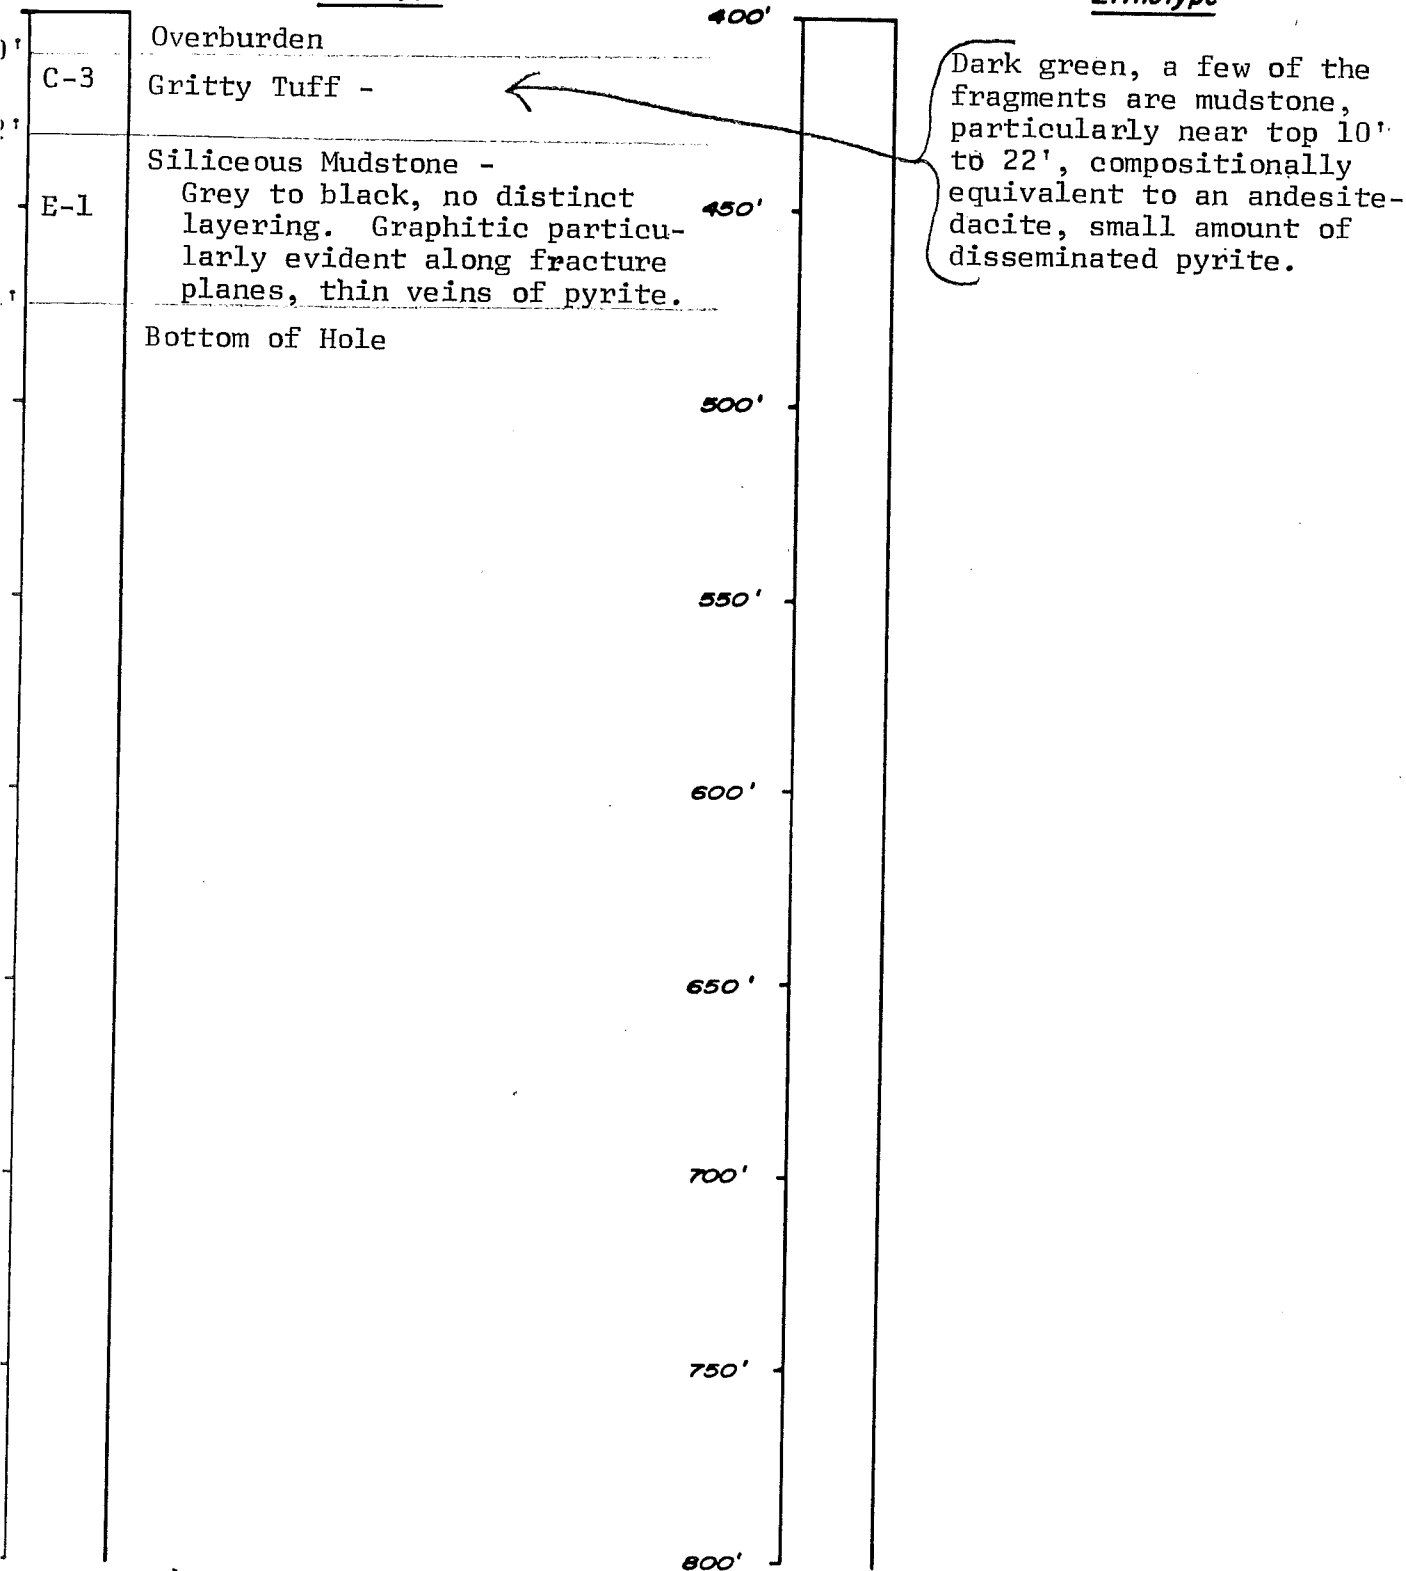 Overburden
C-3
Gritty Tuff -
Siliceous Mudstone -
E-1
Grey to black, no distinct
layering. Graphitic particu-
larly evident along fracture
planes, thin veins of pyrite.
Bottom of Hole
400'
450'
500'
550'
600'
650'
700'
750'
800'
Lithotype
Dark green, a few of the
fragments are mudstone,
particularly near top 10'
to 22', compositionally
equivalent to an andesite-
dacite, small amount of
disseminated pyrite.